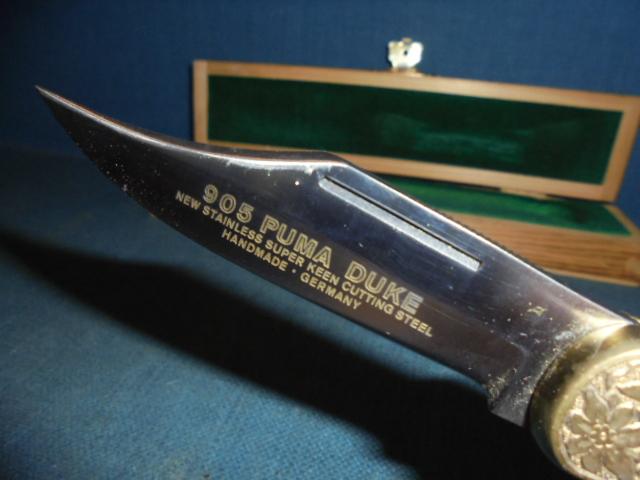 905 PUMA DUKE
NEW STAINLESS SUPER KEEN CUTTING STEEL
HANDMADE · GERMANY